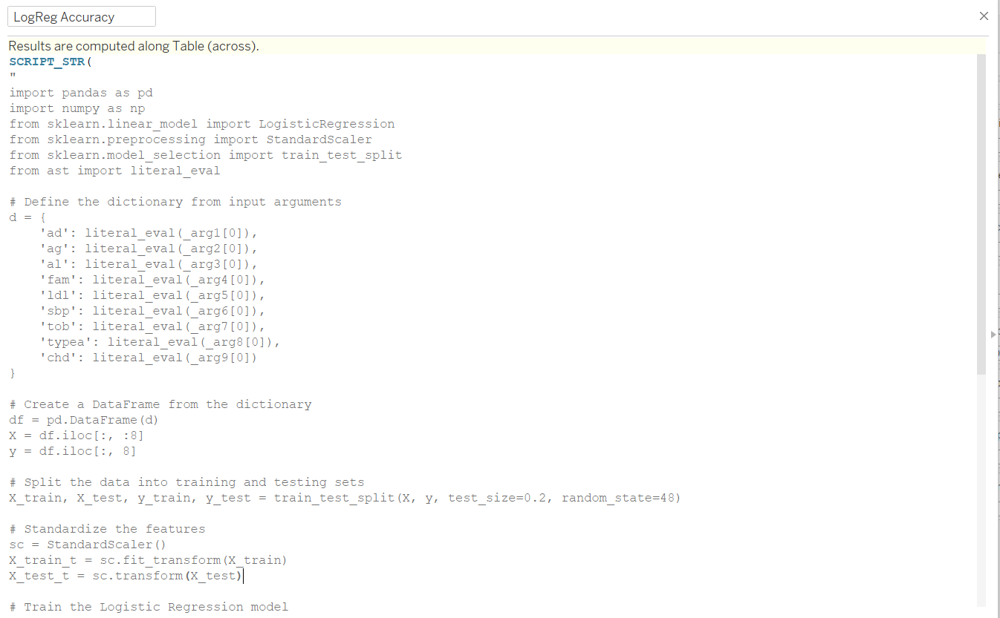 LogReg Accuracy
Results are computed along Table (across).
SCRIPT_STR(
"
import pandas as pd
import numpy as np
from sklearn.linear_model import LogisticRegression
from sklearn.preprocessing import StandardScaler
from sklearn.model_selection import train_test_split
from ast import literal_eval

# Define the dictionary from input arguments
d = {
    'ad': literal_eval(_arg1[0]),
    'ag': literal_eval(_arg2[0]),
    'al': literal_eval(_arg3[0]),
    'fam': literal_eval(_arg4[0]),
    'ldl': literal_eval(_arg5[0]),
    'sbp': literal_eval(_arg6[0]),
    'tob': literal_eval(_arg7[0]),
    'typea': literal_eval(_arg8[0]),
    'chd': literal_eval(_arg9[0])
}

# Create a DataFrame from the dictionary
df = pd.DataFrame(d)
X = df.iloc[:, :8]
y = df.iloc[:, 8]

# Split the data into training and testing sets
X_train, X_test, y_train, y_test = train_test_split(X, y, test_size=0.2, random_state=48)

# Standardize the features
sc = StandardScaler()
X_train_t = sc.fit_transform(X_train)
X_test_t = sc.transform(X_test)

# Train the Logistic Regression model